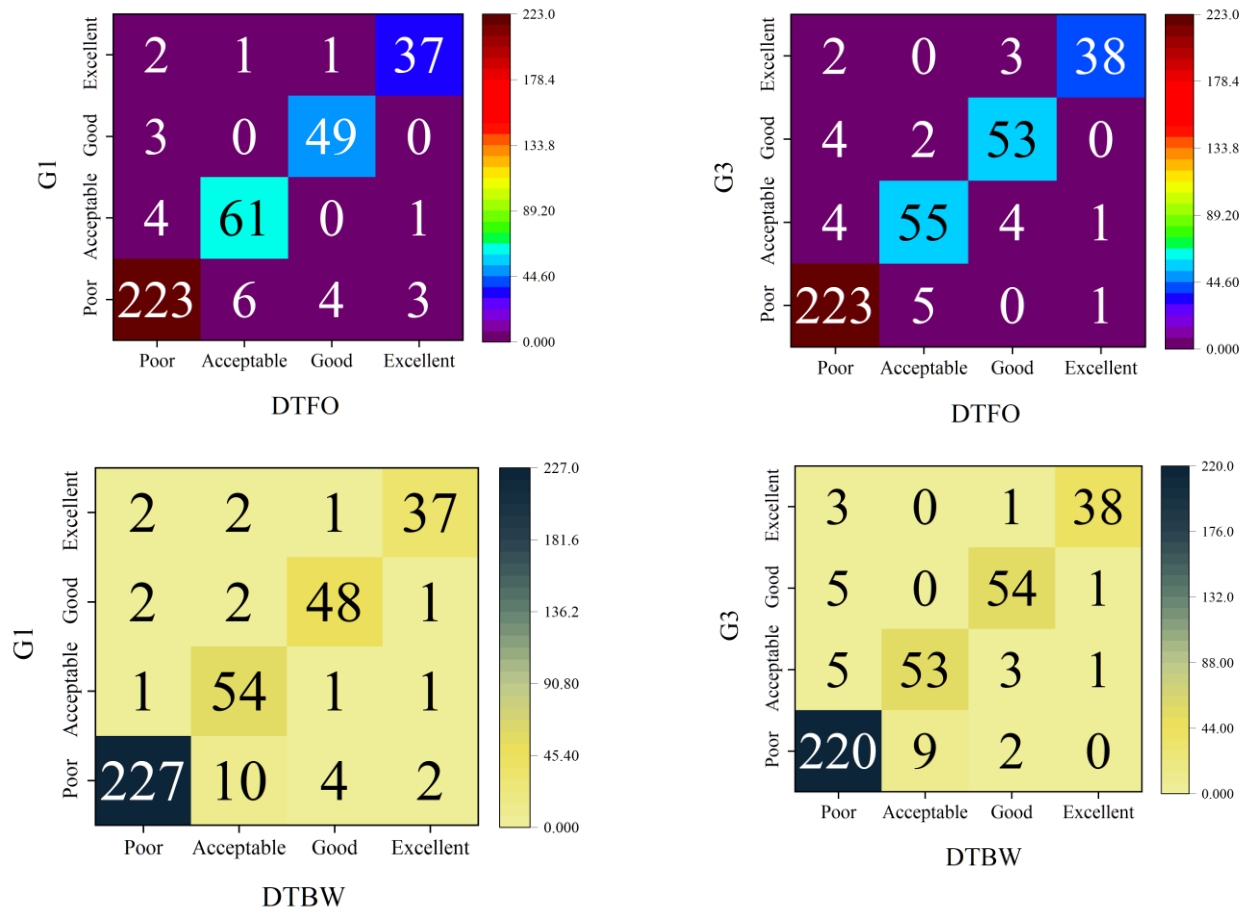 G1
Excellent
2 1 1 37
Good
3 0 49 0
Acceptable
4 61 0 1
Poor
223 6 4 3
Poor Acceptable Good Excellent
DTFO
223.0
178.4
133.8
89.20
44.60
0.000
G3
Excellent
2 0 3 38
Good
4 2 53 0
Acceptable
4 55 4 1
Poor
223 5 0 1
Poor Acceptable Good Excellent
DTFO
223.0
178.4
133.8
89.20
44.60
0.000
G1
Excellent
2 2 1 37
Good
2 2 48 1
Acceptable
1 54 1 1
Poor
227 10 4 2
Poor Acceptable Good Excellent
DTBW
227.0
181.6
136.2
90.80
45.40
0.000
G3
Excellent
3 0 1 38
Good
5 0 54 1
Acceptable
5 53 3 1
Poor
220 9 2 0
Poor Acceptable Good Excellent
DTBW
220.0
176.0
132.0
88.00
44.00
0.000